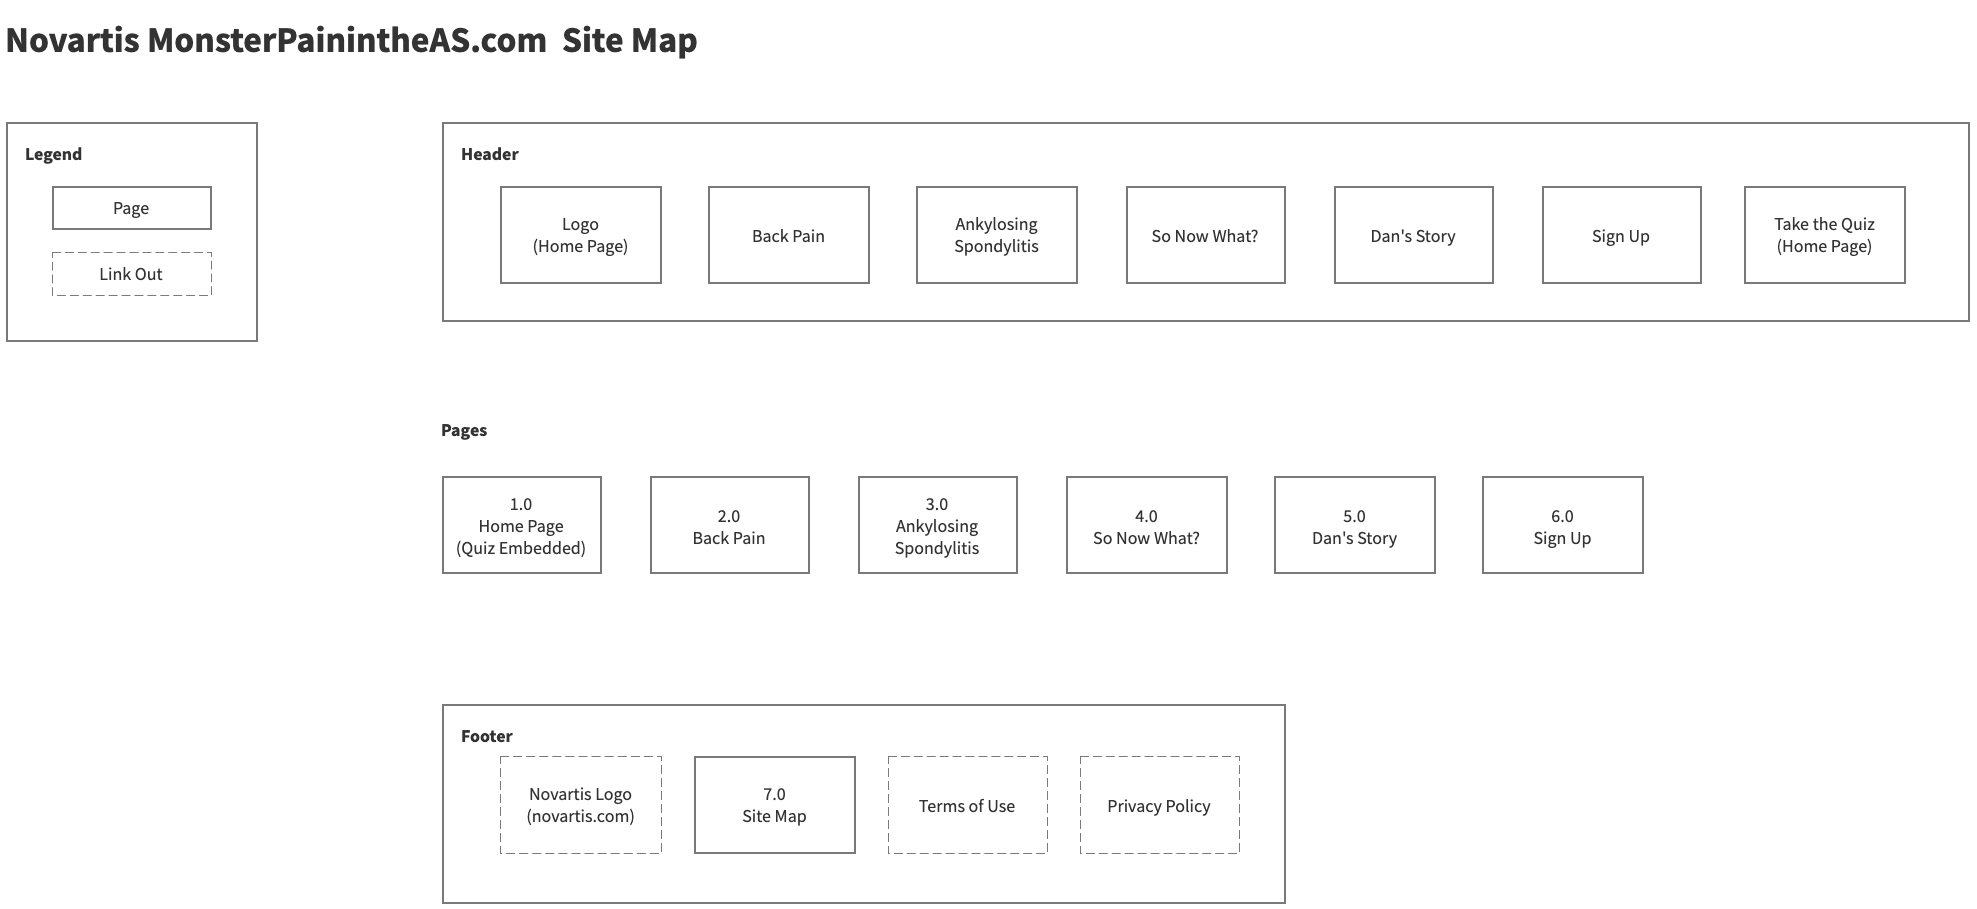 Novartis MonsterPainintheAS.com  Site Map
Legend
Page
Link Out
Header
Logo
(Home Page)
Back Pain
Ankylosing
Spondylitis
So Now What?
Dan's Story
Sign Up
Take the Quiz
(Home Page)
Pages
1.0
Home Page
(Quiz Embedded)
2.0
Back Pain
3.0
Ankylosing
Spondylitis
4.0
So Now What?
5.0
Dan's Story
6.0
Sign Up
Footer
Novartis Logo
(novartis.com)
7.0
Site Map
Terms of Use
Privacy Policy